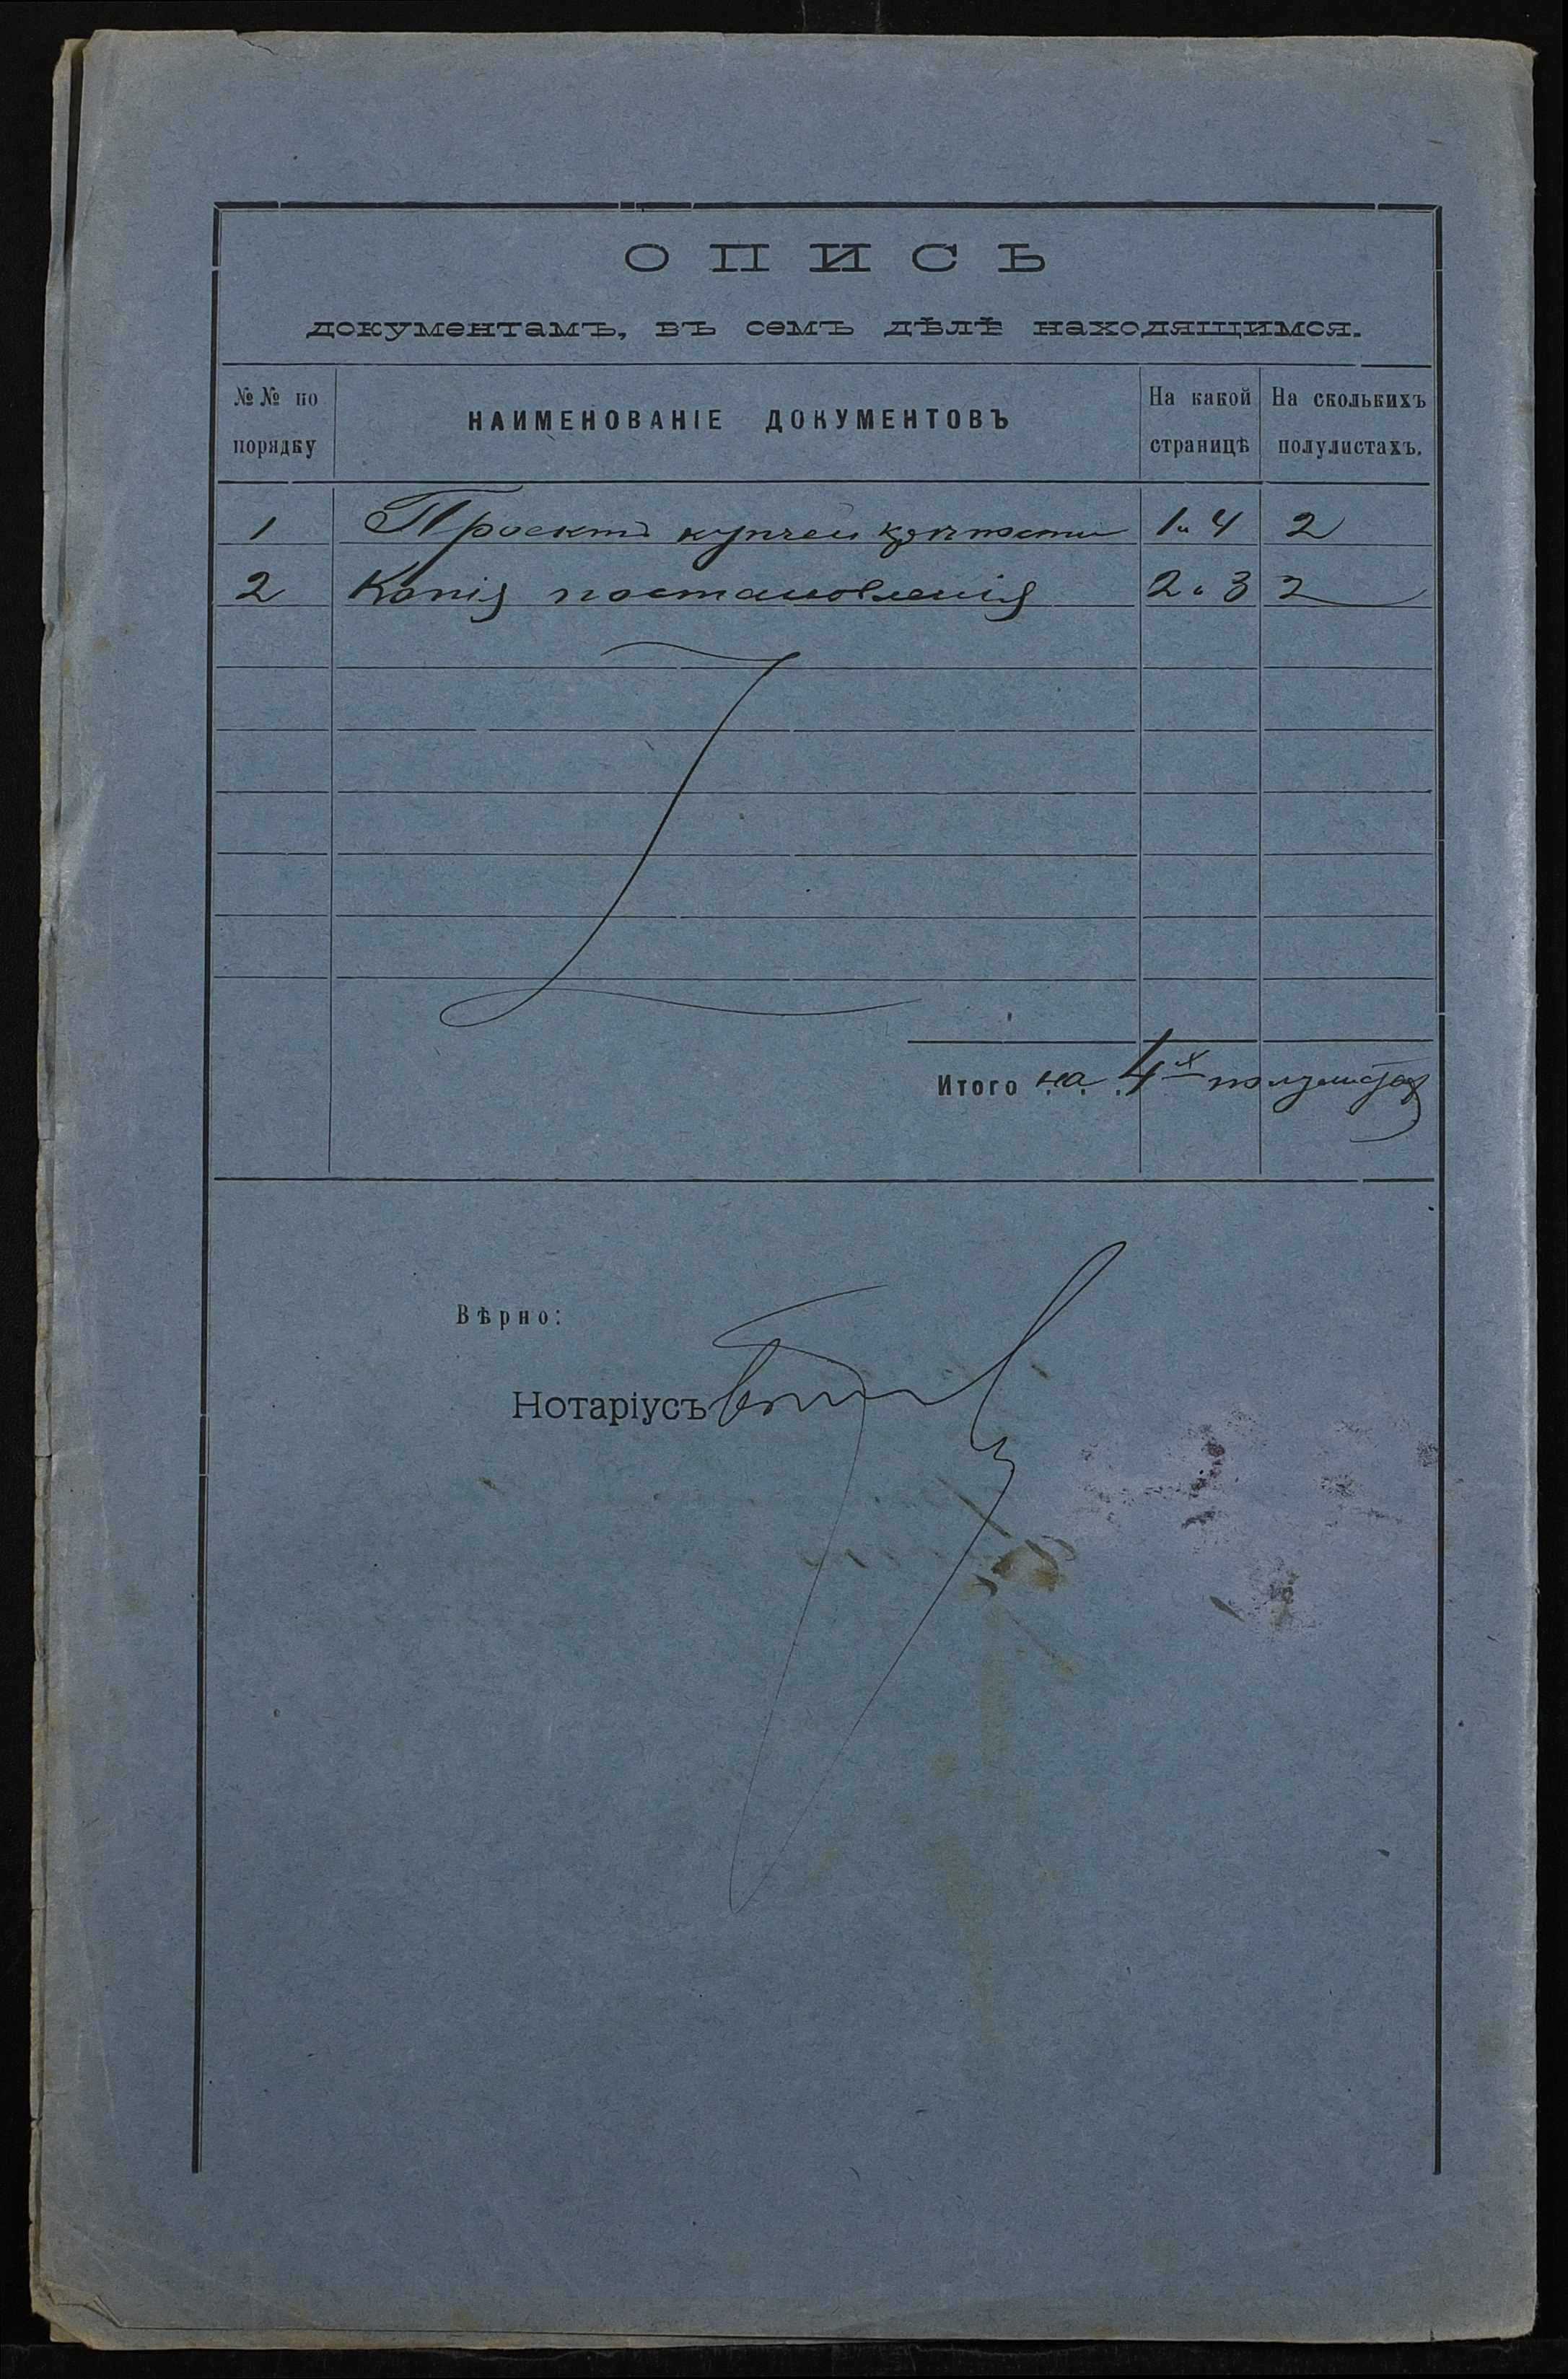 ОПИСЬ
документамъ, въ семъ дѣлѣ находящимся.
№№ по порядку НАИМЕНОВАНІЕ ДОКУМЕНТОВЪ На какой страницѣ На сколькихъ полулистахъ.
1 Проектъ купчей крѣпости 1 и 4 2
2 Копія постановленія 2 и 3 2
Итого на 4х полулистах
Вѣрно:
Нотаріусъ